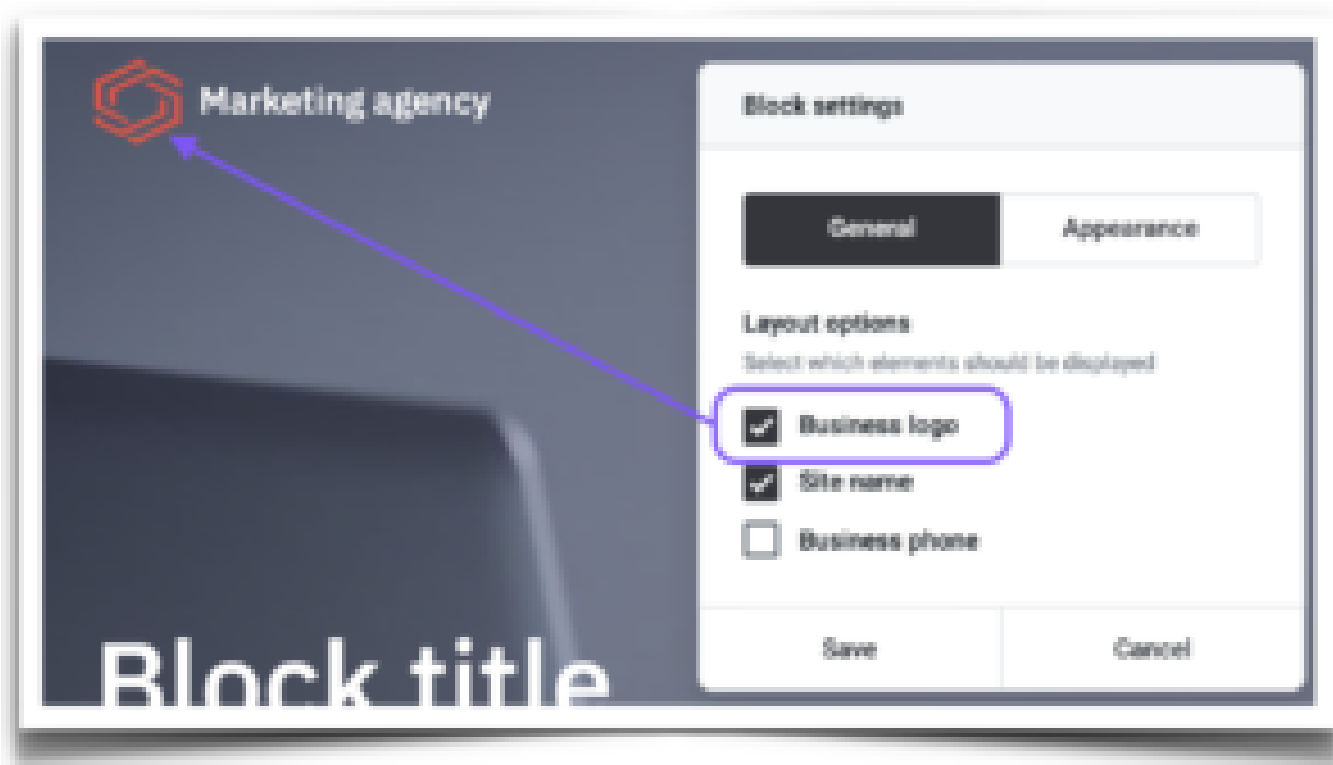 Marketing agency
Block settings
General
Appearance
Layout options
Select which elements should be displayed
Business logo
Site name
Business phone
Save
Cancel
Block title